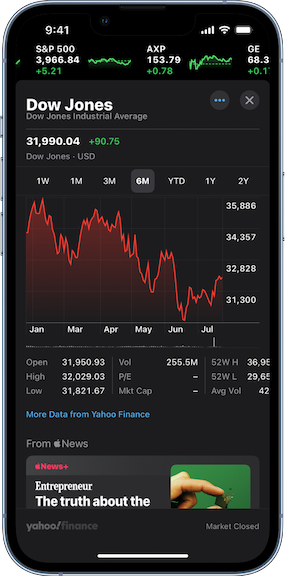 9:41
S&P 500 AXP GE
3,966.84 153.79 68.3
+5.21 +0.78 +0.1
Dow Jones
Dow Jones Industrial Average
31,990.04 +90.75
Dow Jones · USD
1W 1M 3M 6M YTD 1Y 2Y
35,886
34,357
32,828
31,300
Jan Mar Apr May Jun Jul
Open 31,950.93 Vol 255.5M 52W H 36,95
High 32,029.03 P/E – 52W L 29,65
Low 31,821.67 Mkt Cap – Avg Vol 42
More Data from Yahoo Finance
From News
News+
Entrepreneur
The truth about the
yahoo!finance Market Closed